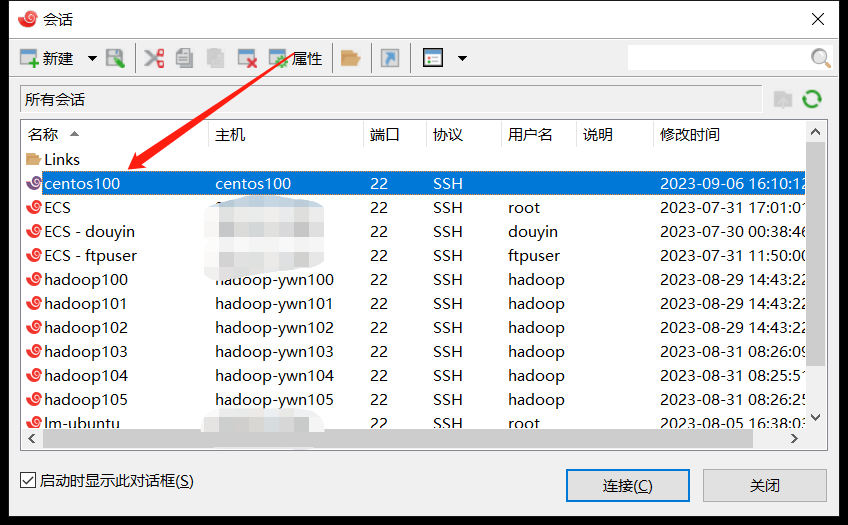 会话
新建 属性
所有会话
名称 主机 端口 协议 用户名 说明 修改时间
Links
centos100 centos100 22 SSH 2023-09-06 16:10:12
ECS 22 SSH root 2023-07-31 17:01:01
ECS - douyin 22 SSH douyin 2023-07-30 00:38:46
ECS - ftpuser 22 SSH ftpuser 2023-07-31 11:50:00
hadoop100 hadoop-ywn100 22 SSH hadoop 2023-08-29 14:43:22
hadoop101 hadoop-ywn101 22 SSH hadoop 2023-08-29 14:43:22
hadoop102 hadoop-ywn102 22 SSH hadoop 2023-08-29 14:43:22
hadoop103 hadoop-ywn103 22 SSH hadoop 2023-08-31 08:26:09
hadoop104 hadoop-ywn104 22 SSH hadoop 2023-08-31 08:25:51
hadoop105 hadoop-ywn105 22 SSH hadoop 2023-08-31 08:26:25
lm-ubuntu 22 SSH root 2023-08-05 16:38:03
启动时显示此对话框(S)
连接(C) 关闭